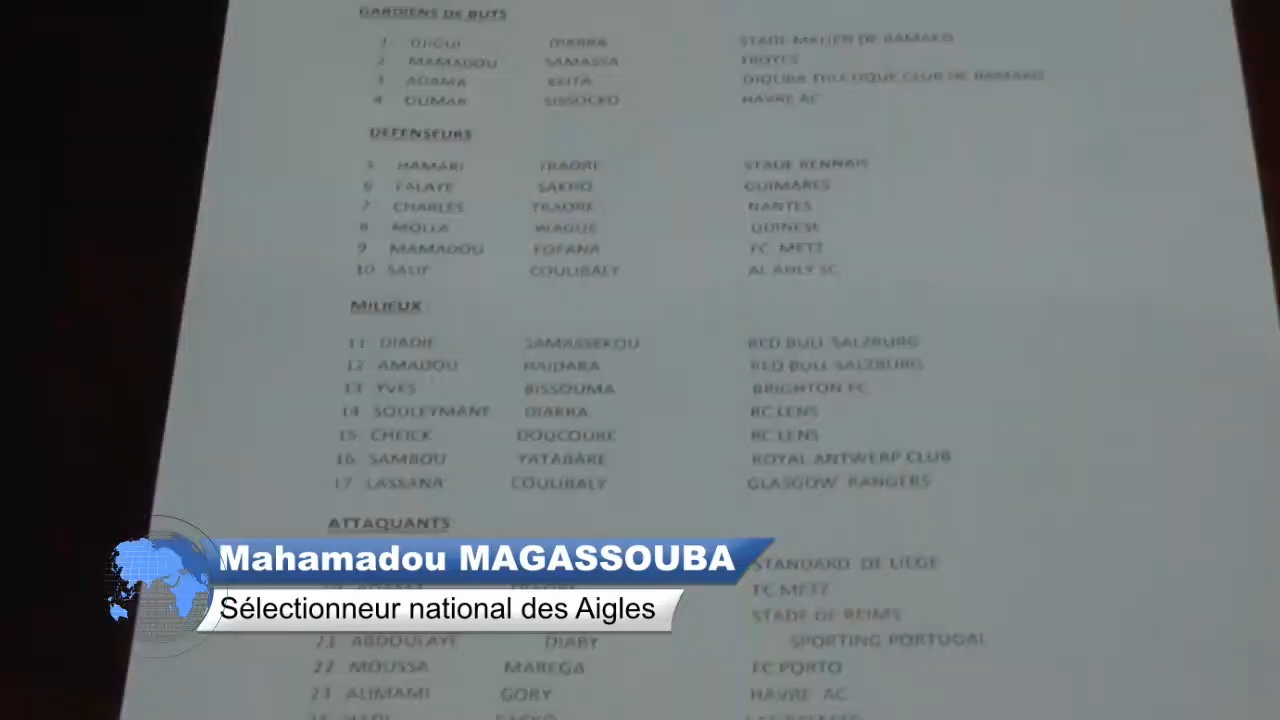 GARDIENS DE BUTS
1 DJIGUI DIARRA STADE MALIEN DE BAMAKO
2 MAMADOU SAMASSA TROYES
3 ADAMA KEITA DJOLIBA THLETIQUE CLUB DE BAMAKO
4 OUMAR SISSOCKO HAVRE AC
DEFENSEURS
5 HAMARI TRAORE STADE RENNAIS
6 FALAYE SAKHO GUIMARES
7 CHARLES TRAORE NANTES
8 MOLLA WAGUE UDINESE
9 MAMADOU FOFANA FC METZ
10 SALIF COULIBALY AL AHLY SC
MILIEUX
11 DIADIE SAMASSEKOU RED BULL SALZBURG
12 AMADOU HAIDARA RED BULL SALZBURG
13 YVES BISSOUMA BRIGHTON FC
14 SOULEYMANE DIARRA RC LENS
15 CHEICK DOUCOURE RC LENS
16 SAMBOU YATABARE ROYAL ANTWERP CLUB
17 LASSANA COULIBALY GLASGOW RANGERS
ATTAQUANTS
Mahamadou MAGASSOUBA
STANDARD DE LIEGE
FC METZ
Sélectionneur national des Aigles
STADE DE REIMS
21 ABDOULAYE DIABY SPORTING PORTUGAL
22 MOUSSA MAREGA FC PORTO
23 ALIMAMI GORY HAVRE AC